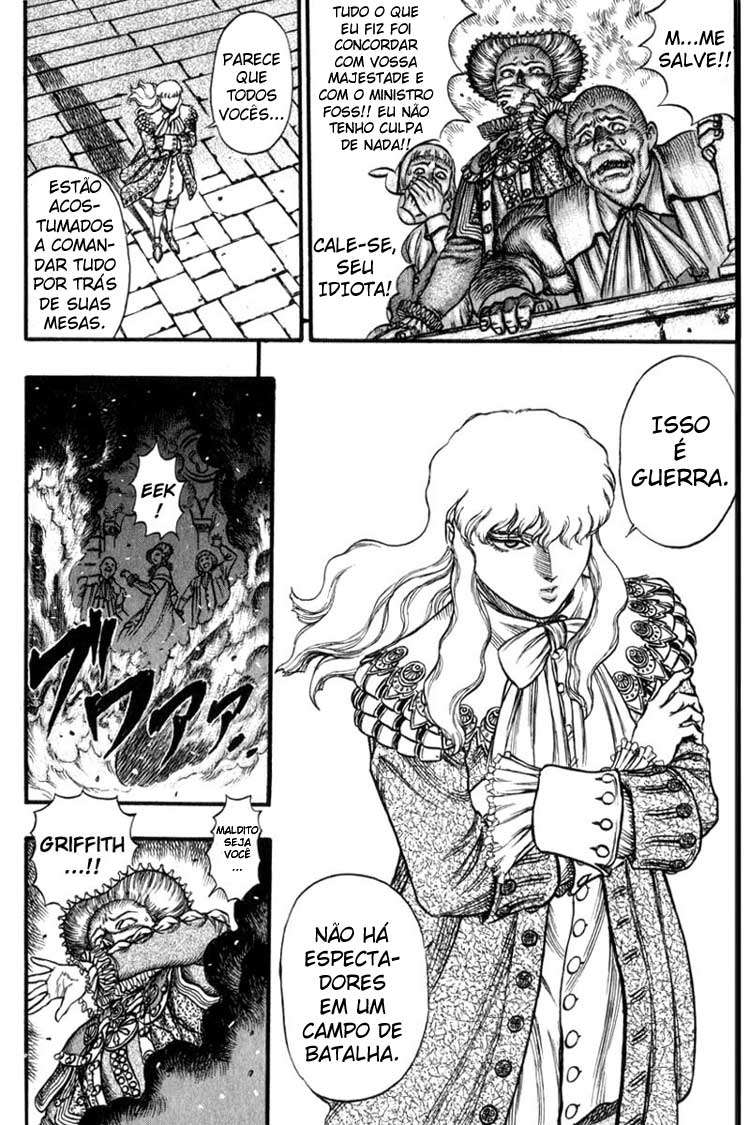 M...ME
SALVE!!
TUDO O QUE
EU FIZ FOI
CONCORDAR
COM VOSSA
MAJESTADE E
COM O MINISTRO
FOSS!! EU NÃO
TENHO CULPA
DE NADA!!
CALE-SE,
SEU
IDIOTA!
PARECE
QUE
TODOS
VOCÊS...
ESTÃO
ACOS-
TUMADOS
A COMAN-
DAR TUDO
POR TRÁS
DE SUAS
MESAS.
ISSO
É
GUERRA.
EEK
!
ブワアァ
MALDITO
SEJA
VOCÊ
...
GRIFFITH
...!!
NÃO HÁ
ESPECTA-
DORES
EM UM
CAMPO DE
BATALHA.